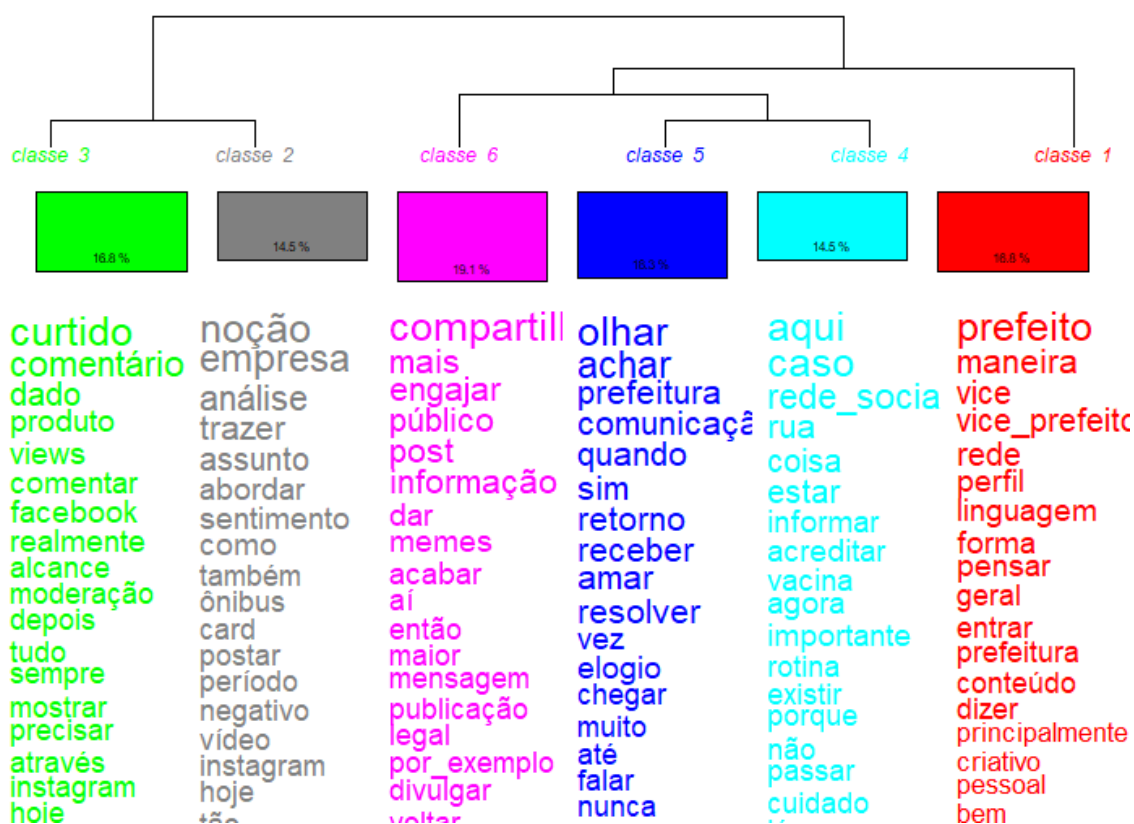 classe 3 classe 2 classe 6 classe 5 classe 4 classe 1
16.8 % 14.5 % 19.1 % 18.3 % 14.5 % 16.8 %
curtido
comentário
dado
produto
views
comentar
facebook
realmente
alcance
moderação
depois
tudo
sempre
mostrar
precisar
através
instagram
hoje
noção
empresa
análise
trazer
assunto
abordar
sentimento
como
também
ônibus
card
postar
período
negativo
vídeo
instagram
hoje
tão
compartill
mais
engajar
público
post
informação
dar
memes
acabar
aí
então
maior
mensagem
publicação
legal
por_exemplo
divulgar
voltar
olhar
achar
prefeitura
comunicaçã
quando
sim
retorno
receber
amar
resolver
vez
elogio
chegar
muito
até
falar
nunca
aqui
caso
rede_socia
rua
coisa
estar
informar
acreditar
vacina
agora
importante
rotina
existir
porque
não
passar
cuidado
prefeito
maneira
vice
vice_prefeito
rede
perfil
linguagem
forma
pensar
geral
entrar
prefeitura
conteúdo
dizer
principalmente
criativo
pessoal
bem